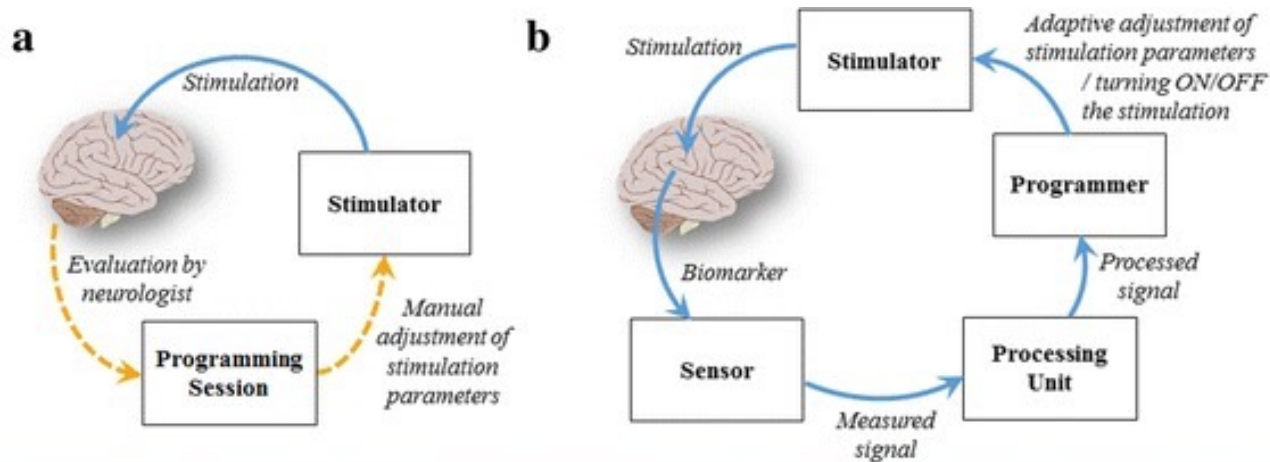 a
Stimulation
Stimulator
Evaluation by
neurologist
Manual
adjustment of
stimulation
parameters
Programming
Session
b
Stimulation
Stimulator
Adaptive adjustment of
stimulation parameters
/ turning ON/OFF
the stimulation
Programmer
Biomarker
Processed
signal
Sensor
Processing
Unit
Measured
signal